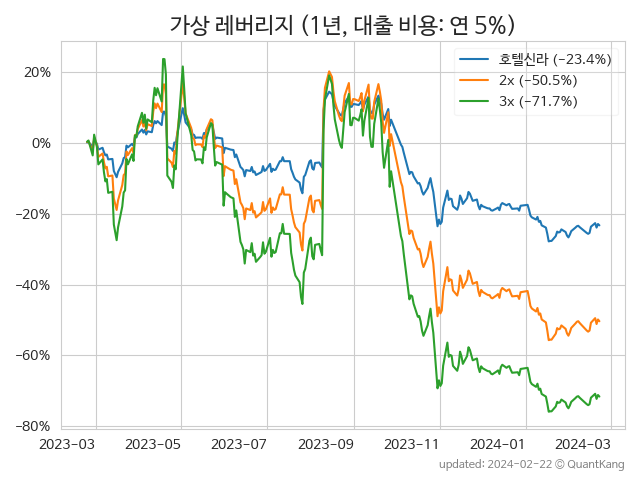 가상 레버리지 (1년, 대출 비용: 연 5%)
호텔신라 (−23.4%)
2x (−50.5%)
3x (−71.7%)
20%
0%
−20%
−40%
−60%
−80%
2023−03 2023−05 2023−07 2023−09 2023−11 2024−01 2024−03
updated: 2024-02-22 © QuantKang